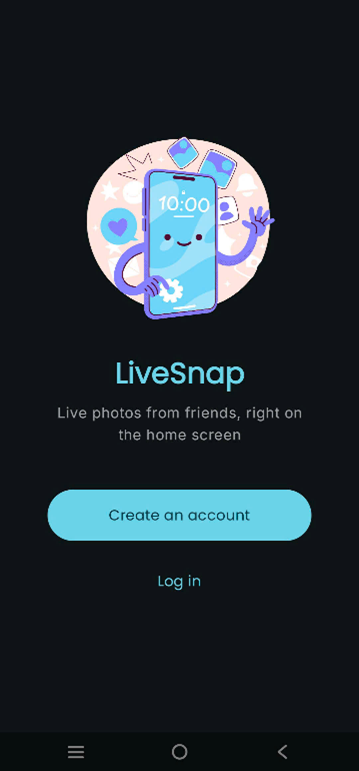 10:00
LiveSnap
Live photos from friends, right on
the home screen
Create an account
Log in